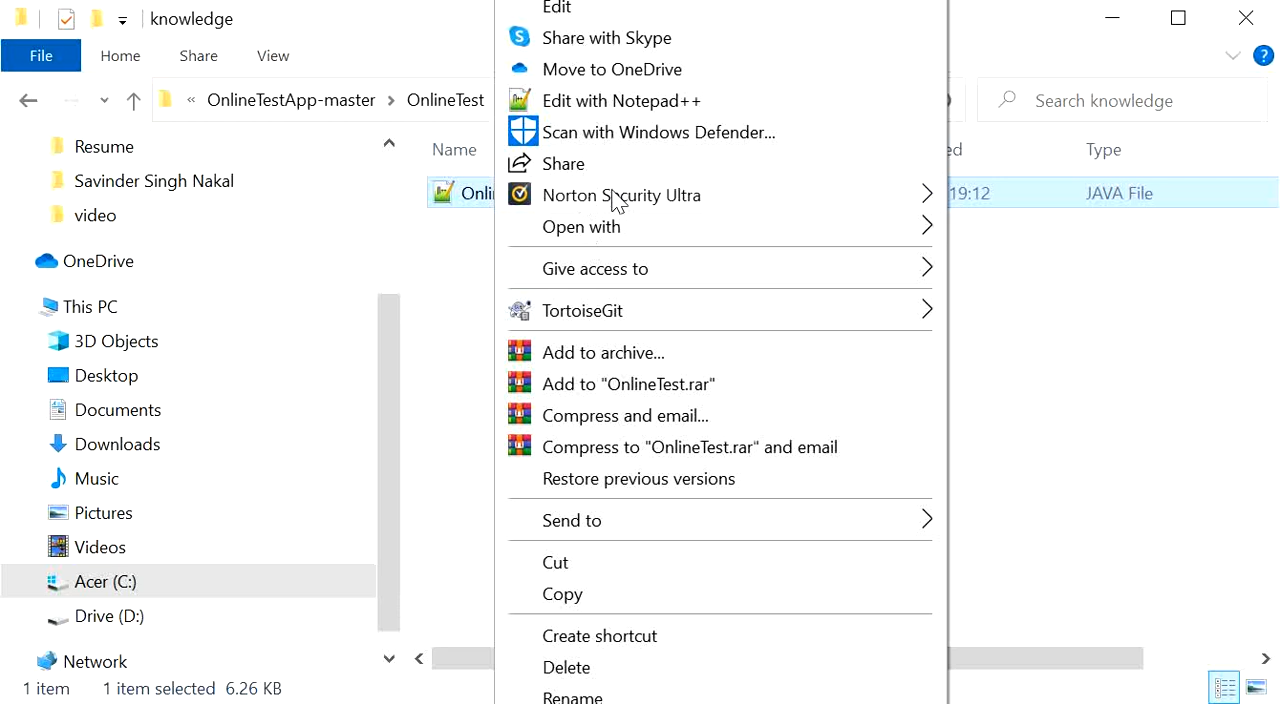 knowledge
File Home Share View
« OnlineTestApp-master > OnlineTest
Search knowledge
Resume
Savinder Singh Nakal
video
OneDrive
This PC
3D Objects
Desktop
Documents
Downloads
Music
Pictures
Videos
Acer (C:)
Drive (D:)
Network
1 item 1 item selected 6.26 KB
Name ed Type
Onli 19:12 JAVA File
Edit
Share with Skype
Move to OneDrive
Edit with Notepad++
Scan with Windows Defender...
Share
Norton Security Ultra
Open with
Give access to
TortoiseGit
Add to archive...
Add to "OnlineTest.rar"
Compress and email...
Compress to "OnlineTest.rar" and email
Restore previous versions
Send to
Cut
Copy
Create shortcut
Delete
Rename